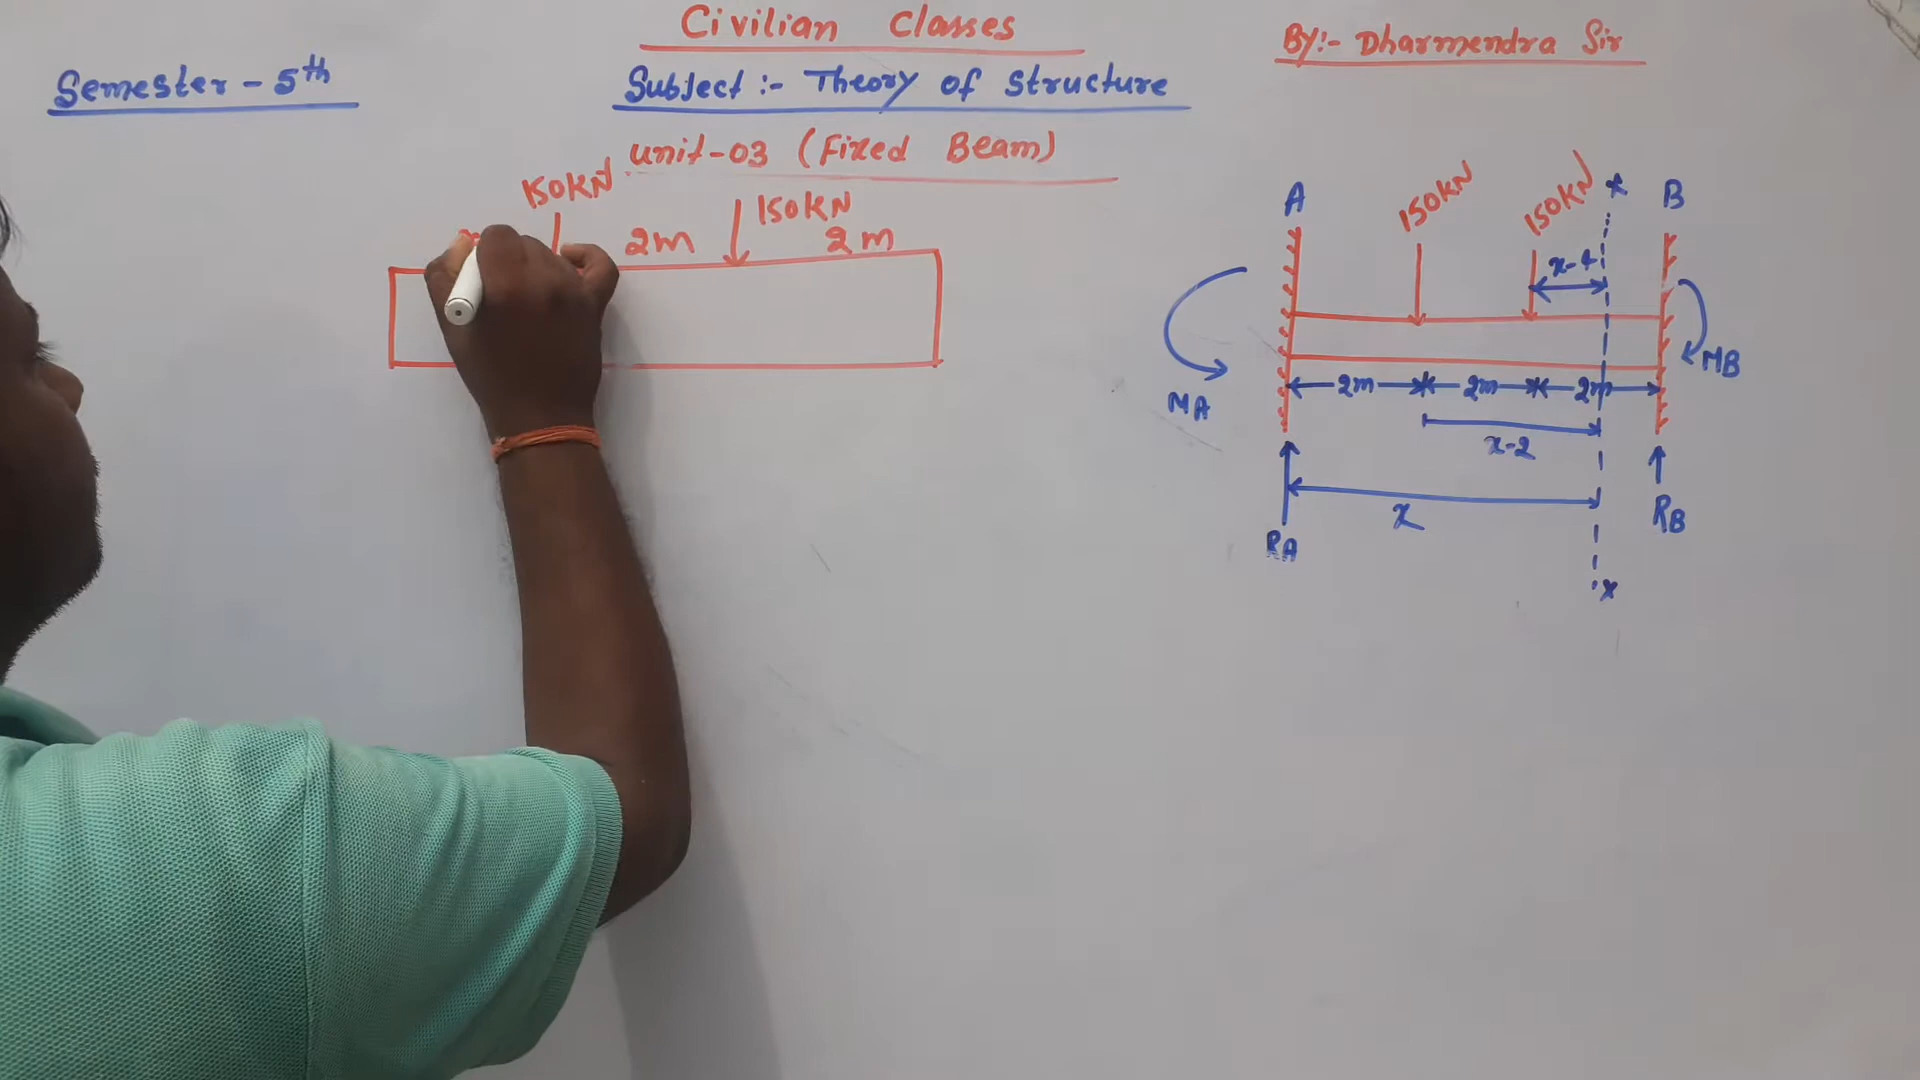 Civilian Classes
By:- Dharmendra Sir
Semester - 5th
Subject :- Theory of Structure
Unit-03 (Fixed Beam)
150KN
150KN
2m
2m
A
150KN
150KN
x
B
x-4
MA
MB
2m
2m
2m
x-2
x
RA
RB
x